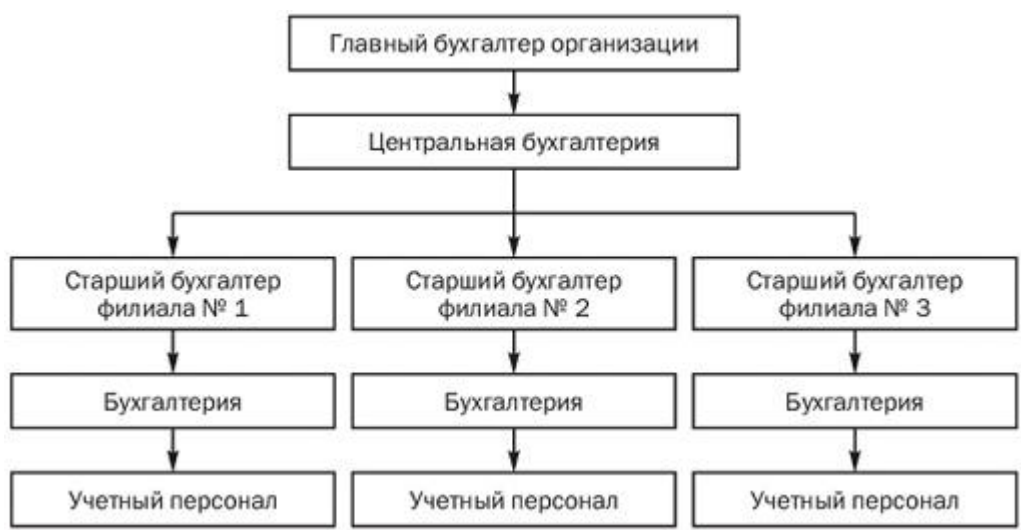 Главный бухгалтер организации
Центральная бухгалтерия
Старший бухгалтер
филиала № 1
Старший бухгалтер
филиала № 2
Старший бухгалтер
филиала № 3
Бухгалтерия
Бухгалтерия
Бухгалтерия
Учетный персонал
Учетный персонал
Учетный персонал